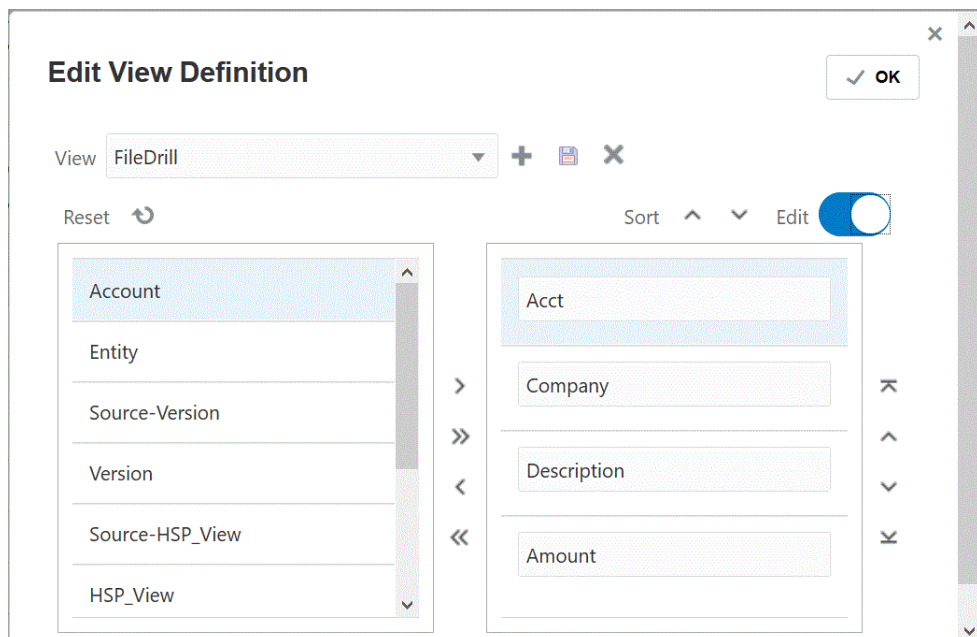 Edit View Definition
OK
View FileDrill
Reset Sort Edit
Account
Entity
Source-Version
Version
Source-HSP_View
HSP_View
Acct
Company
Description
Amount